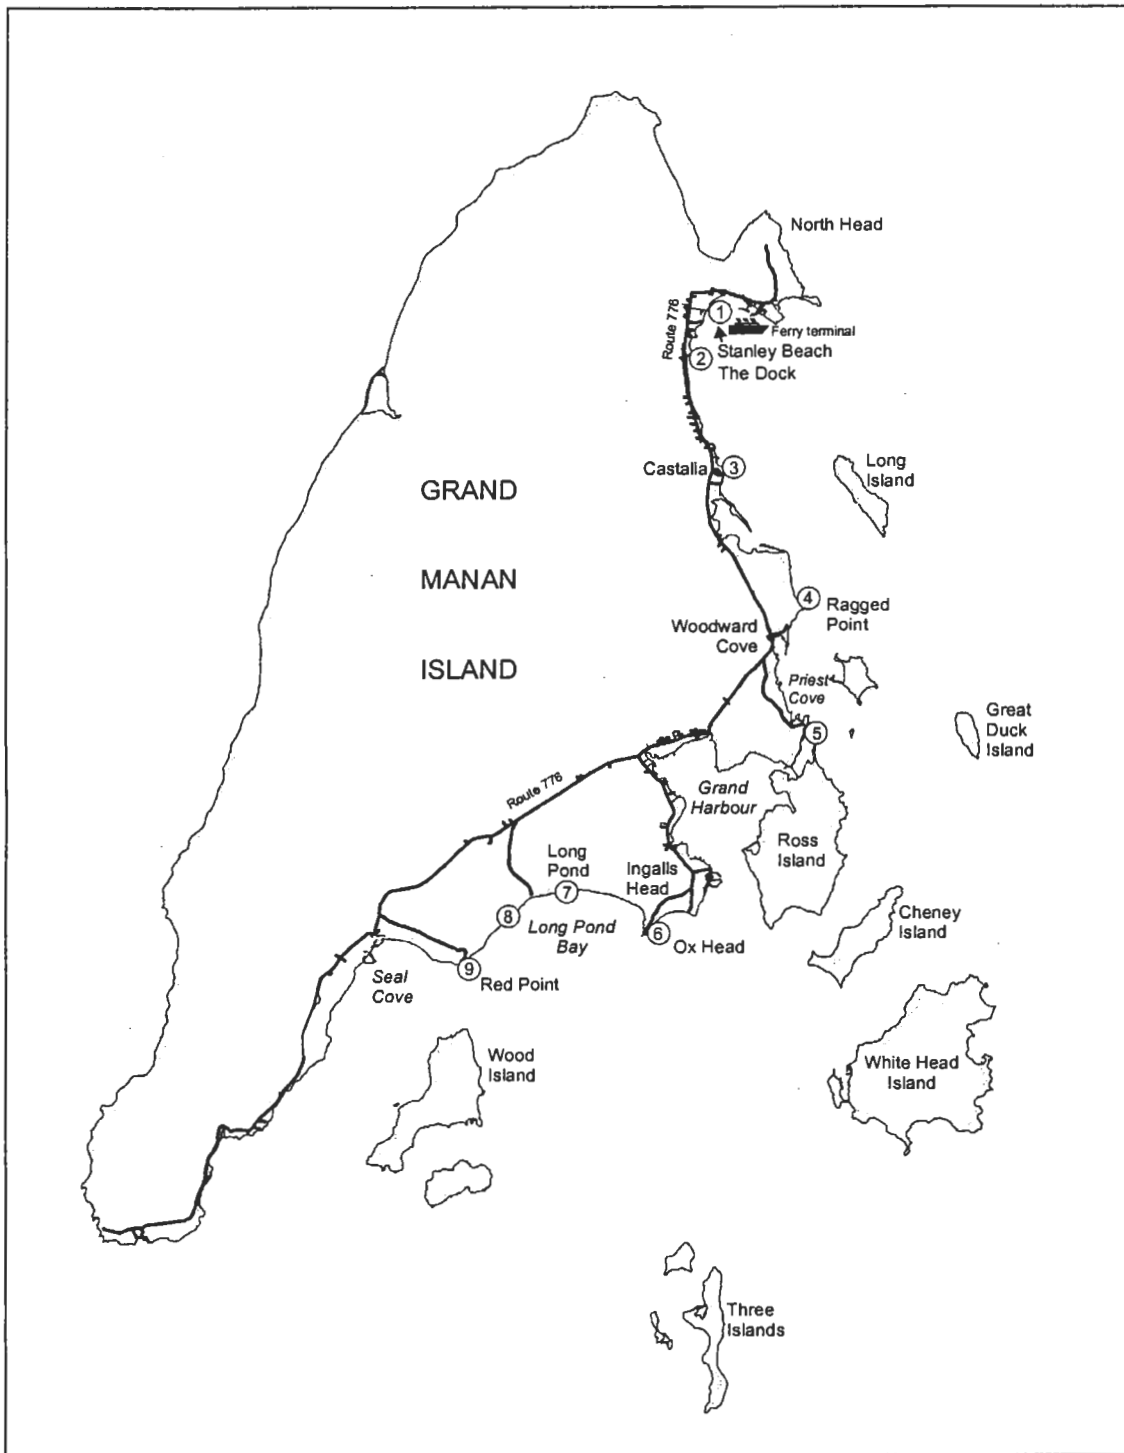 North Head
Route 776
1
Ferry terminal
Stanley Beach
2
The Dock
Castalia
3
Long
Island
GRAND
MANAN
ISLAND
4
Ragged
Point
Woodward
Cove
Priest
Cove
5
Great
Duck
Island
Route 776
Grand
Harbour
Ross
Island
Long
Pond
7
Ingalls
Head
8
Long Pond
Bay
6
Ox Head
Cheney
Island
9
Red Point
Seal
Cove
Wood
Island
White Head
Island
Three
Islands